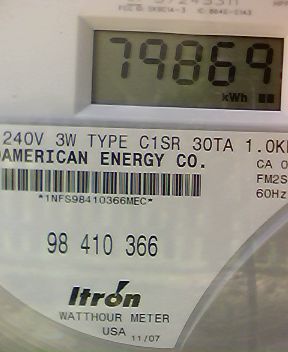 79869
kWh
240V 3W TYPE C1SR 30TA 1.0K
AMERICAN ENERGY CO.
CA 0
FM2S
60Hz
*1NFS98410366MEC*
98 410 366
Itron
WATTHOUR METER
USA 11/07